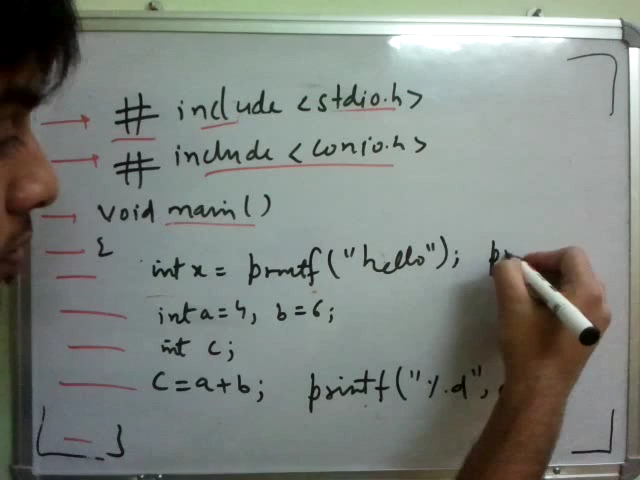 # include <stdio.h>
# include <conio.h>
void main()
{
int x = printf("hello");
int a=4, b=6;
int c;
c=a+b; printf("%d",
}